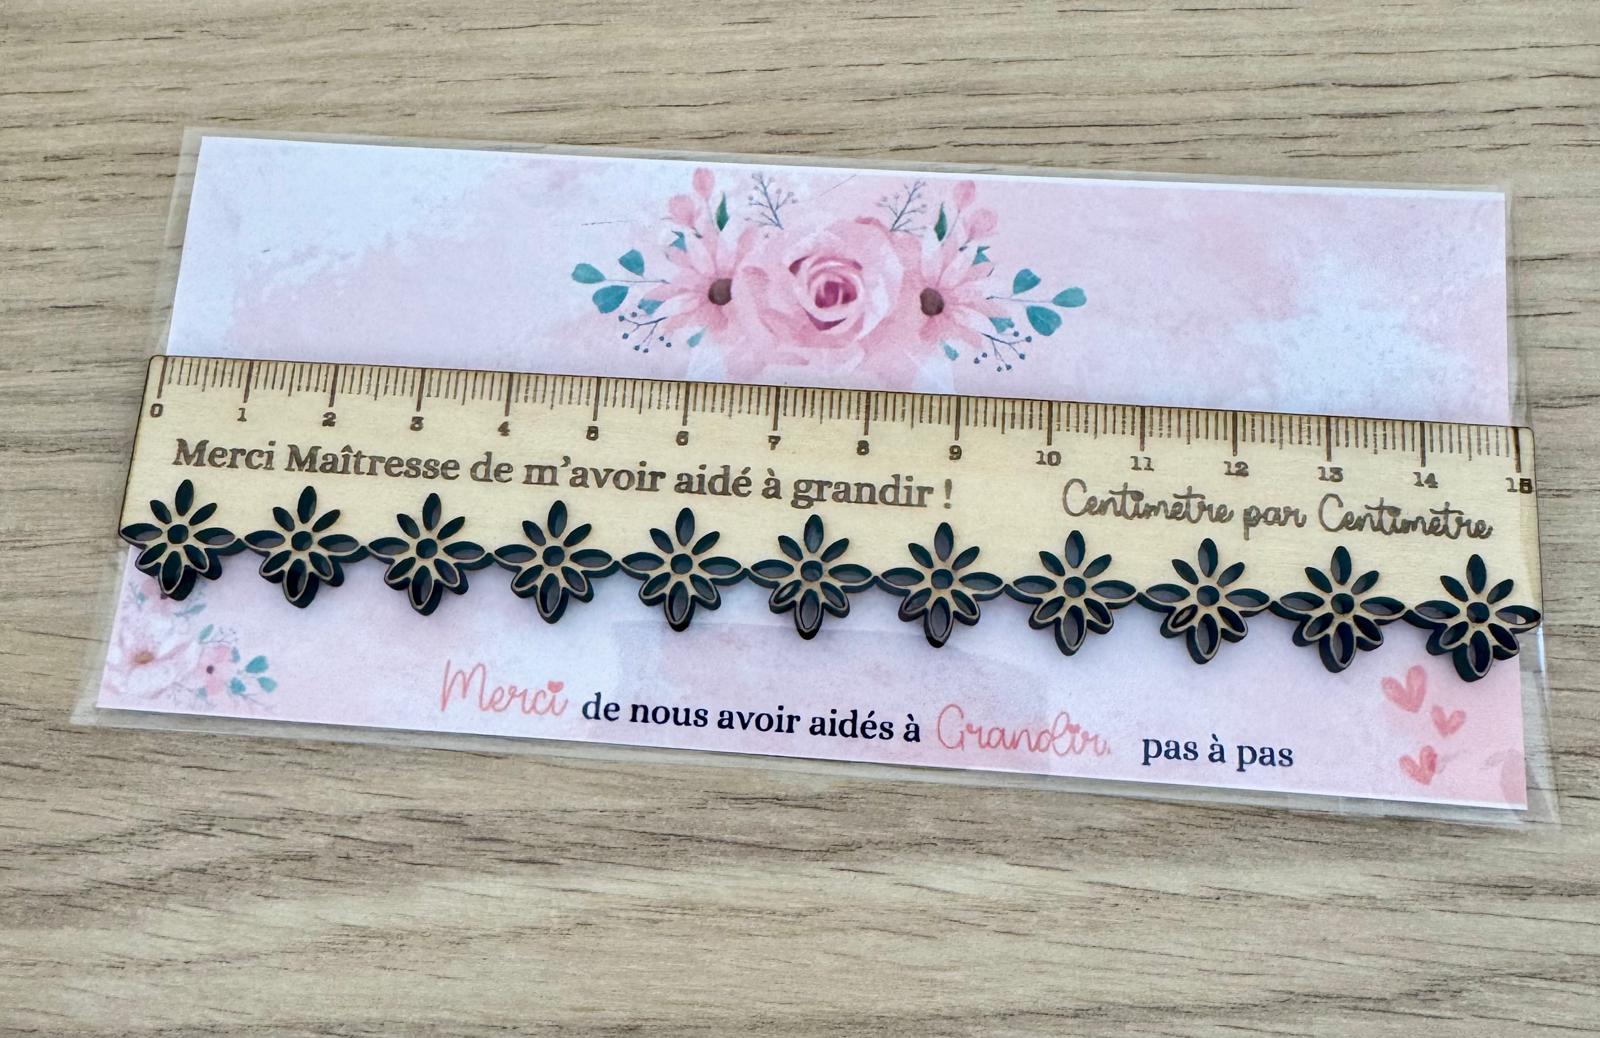 0 1 2 3 4 5 6 7 8 9 10 11 12 13 14 15
Merci Maîtresse de m'avoir aidé à grandir !
Centimètre par Centimètre
Merci de nous avoir aidés à Grandir pas à pas